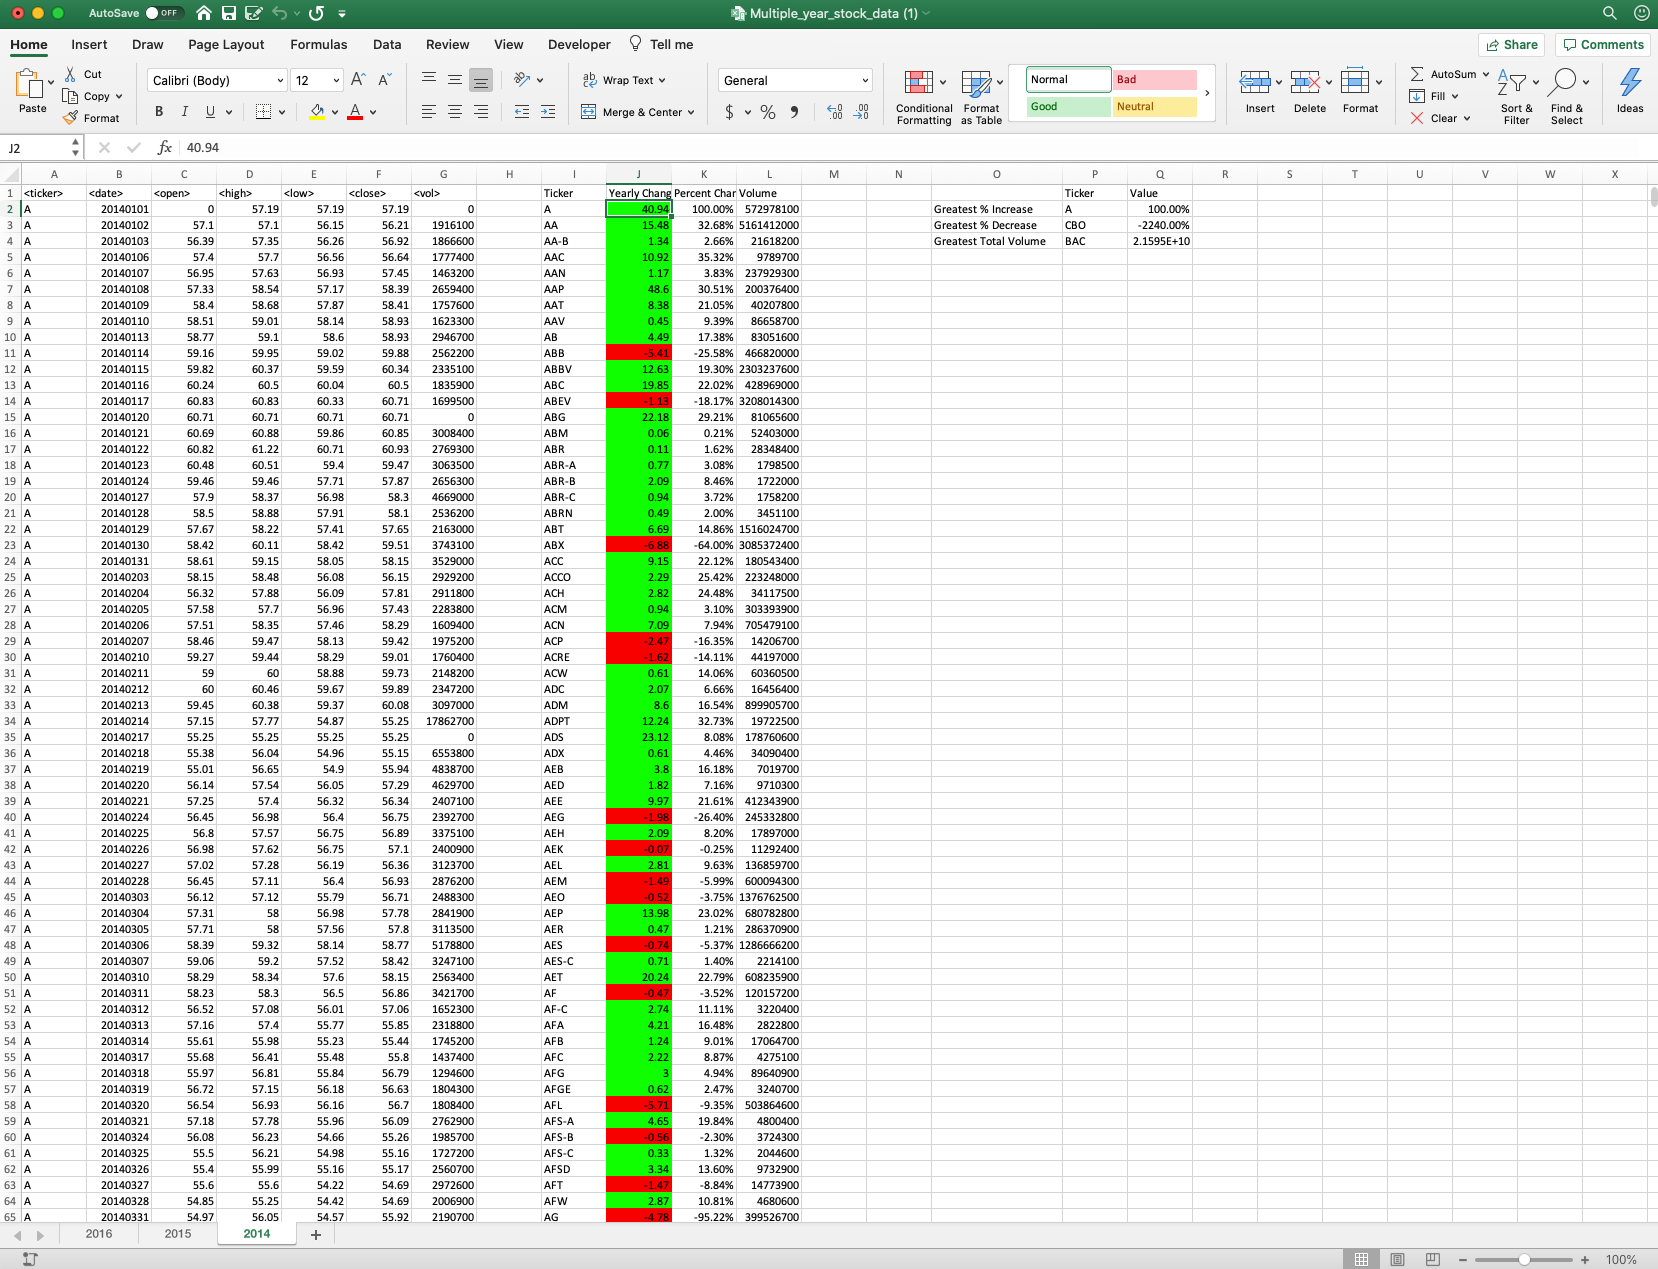 AutoSave OFF Multiple_year_stock_data (1)
Home Insert Draw Page Layout Formulas Data Review View Developer Tell me Share Comments
Paste Cut Copy Format Calibri (Body) 12 A A B I U A ab Wrap Text Merge & Center General $ % 9 .00 Conditional Formatting Format as Table Normal Bad Good Neutral Insert Delete Format AutoSum Fill Clear Sort & Filter Find & Select Ideas
J2 fx 40.94
A B C D E F G H I J K L M N O P Q R S T U V W X
1 <ticker> <date> <open> <high> <low> <close> <vol> Ticker Yearly Chang Percent Char Volume Ticker Value
2 A 20140101 0 57.19 57.19 57.19 0 A 40.94 100.00% 572978100 Greatest % Increase A 100.00%
3 A 20140102 57.1 57.1 56.15 56.21 1916100 AA 15.48 32.68% 5161412000 Greatest % Decrease CBO -2240.00%
4 A 20140103 56.39 57.35 56.26 56.92 1866600 AA-B 1.34 2.66% 21618200 Greatest Total Volume BAC 2.1595E+10
5 A 20140106 57.4 57.7 56.56 56.64 1777400 AAC 10.92 35.32% 9789700
6 A 20140107 56.95 57.63 56.93 57.45 1463200 AAN 1.17 3.83% 237929300
7 A 20140108 57.33 58.54 57.17 58.39 2659400 AAP 48.6 30.51% 200376400
8 A 20140109 58.4 58.68 57.87 58.41 1757600 AAT 8.38 21.05% 40207800
9 A 20140110 58.51 59.01 58.14 58.93 1623300 AAV 0.45 9.39% 86658700
10 A 20140113 58.77 59.1 58.6 58.93 2946700 AB 4.49 17.38% 83051600
11 A 20140114 59.16 59.95 59.02 59.88 2562200 ABB -5.41 -25.58% 466820000
12 A 20140115 59.82 60.37 59.59 60.34 2335100 ABBV 12.63 19.30% 2303237600
13 A 20140116 60.24 60.5 60.04 60.5 1835900 ABC 19.85 22.02% 428969000
14 A 20140117 60.83 60.83 60.33 60.71 1699500 ABEV -1.13 -18.17% 3208014300
15 A 20140120 60.71 60.71 60.71 60.71 0 ABG 22.18 29.21% 81065600
16 A 20140121 60.69 60.88 59.86 60.85 3008400 ABM 0.06 0.21% 52403000
17 A 20140122 60.82 61.22 60.71 60.93 2769300 ABR 0.11 1.62% 28348400
18 A 20140123 60.48 60.51 59.4 59.47 3063500 ABR-A 0.77 3.08% 1798500
19 A 20140124 59.46 59.46 57.71 57.87 2656300 ABR-B 2.09 8.46% 1722000
20 A 20140127 57.9 58.37 56.98 58.3 4669000 ABR-C 0.94 3.72% 1758200
21 A 20140128 58.5 58.88 57.91 58.1 2536200 ABRN 0.49 2.00% 3451100
22 A 20140129 57.67 58.22 57.41 57.65 2163000 ABT 6.69 14.86% 1516024700
23 A 20140130 58.42 60.11 58.42 59.51 3743100 ABX -6.88 -64.00% 3085372400
24 A 20140131 58.61 59.15 58.05 58.15 3529000 ACC 9.15 22.12% 180543400
25 A 20140203 58.15 58.48 56.08 56.15 2929200 ACCO 2.29 25.42% 223248000
26 A 20140204 56.32 57.88 56.09 57.81 2911800 ACH 2.82 24.48% 34117500
27 A 20140205 57.58 57.7 56.96 57.43 2283800 ACM 0.94 3.10% 303393900
28 A 20140206 57.51 58.35 57.46 58.29 1609400 ACN 7.09 7.94% 705479100
29 A 20140207 58.46 59.47 58.13 59.42 1975200 ACP -2.47 -16.35% 14206700
30 A 20140210 59.27 59.44 58.29 59.01 1760400 ACRE -1.62 -14.11% 44197000
31 A 20140211 59 60 58.88 59.73 2148200 ACW 0.61 14.06% 60360500
32 A 20140212 60 60.46 59.67 59.89 2347200 ADC 2.07 6.66% 16456400
33 A 20140213 59.45 60.38 59.37 60.08 3097000 ADM 8.6 16.54% 899905700
34 A 20140214 57.15 57.77 54.87 55.25 17862700 ADPT 12.24 32.73% 19722500
35 A 20140217 55.25 55.25 55.25 55.25 0 ADS 23.12 8.08% 178760600
36 A 20140218 55.38 56.04 54.96 55.15 6553800 ADX 0.61 4.46% 34090400
37 A 20140219 55.01 56.65 54.9 55.94 4838700 AEB 3.8 16.18% 7019700
38 A 20140220 56.14 57.54 56.05 57.29 4629700 AED 1.82 7.16% 9710300
39 A 20140221 57.25 57.4 56.32 56.34 2407100 AEE 9.97 21.61% 412343900
40 A 20140224 56.45 56.98 56.4 56.75 2392700 AEG -1.98 -26.40% 245332800
41 A 20140225 56.8 57.57 56.75 56.89 3375100 AEH 2.09 8.20% 17897000
42 A 20140226 56.98 57.62 56.75 57.1 2400900 AEK -0.07 -0.25% 11292400
43 A 20140227 57.02 57.28 56.19 56.36 3123700 AEL 2.81 9.63% 136859700
44 A 20140228 56.45 57.11 56.4 56.93 2876200 AEM -1.49 -5.99% 600094300
45 A 20140303 56.12 57.12 55.79 56.71 2488300 AEO -0.52 -3.75% 1376762500
46 A 20140304 57.31 58 56.98 57.78 2841900 AEP 13.98 23.02% 680782800
47 A 20140305 57.71 58 57.56 57.8 3113500 AER 0.47 1.21% 286370900
48 A 20140306 58.39 59.32 58.14 58.77 5178800 AES -0.74 -5.37% 1286666200
49 A 20140307 59.06 59.2 57.52 58.42 3247100 AES-C 0.71 1.40% 2214100
50 A 20140310 58.29 58.34 57.6 58.15 2563400 AET 20.24 22.79% 608235900
51 A 20140311 58.23 58.3 56.5 56.86 3421700 AF -0.47 -3.52% 120157200
52 A 20140312 56.52 57.08 56.01 57.06 1652300 AF-C 2.74 11.11% 3220400
53 A 20140313 57.16 57.4 55.77 55.85 2318800 AFA 4.21 16.48% 2822800
54 A 20140314 55.61 55.98 55.23 55.44 1745200 AFB 1.24 9.01% 17064700
55 A 20140317 55.68 56.41 55.48 55.8 1437400 AFC 2.22 8.87% 4275100
56 A 20140318 55.97 56.81 55.84 56.79 1294600 AFG 3 4.94% 89640900
57 A 20140319 56.72 57.15 56.18 56.63 1804300 AFGE 0.62 2.47% 3240700
58 A 20140320 56.54 56.93 56.16 56.7 1808400 AFL -5.71 -9.35% 503864600
59 A 20140321 57.18 57.78 55.96 56.09 2762900 AFS-A 4.65 19.84% 4800400
60 A 20140324 56.08 56.23 54.66 55.26 1985700 AFS-B -0.56 -2.30% 3724300
61 A 20140325 55.5 56.21 54.98 55.16 1727200 AFS-C 0.33 1.32% 2044600
62 A 20140326 55.4 55.99 55.16 55.17 2560700 AFSD 3.34 13.60% 9732900
63 A 20140327 55.6 55.6 54.22 54.69 2972600 AFT -1.47 -8.84% 14773900
64 A 20140328 54.85 55.25 54.42 54.69 2006900 AFW 2.87 10.81% 4680600
65 A 20140331 54.97 56.05 54.57 55.92 2190700 AG -4.78 -95.22% 399526700
2016 2015 2014 +
100%